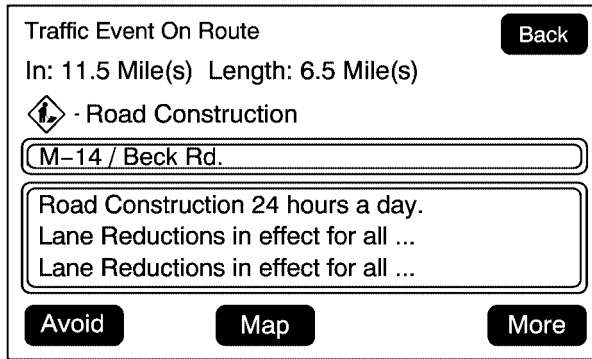 Traffic Event On Route
Back
In: 11.5 Mile(s) Length: 6.5 Mile(s)
- Road Construction
M–14 / Beck Rd.
Road Construction 24 hours a day.
Lane Reductions in effect for all ...
Lane Reductions in effect for all ...
Avoid Map More